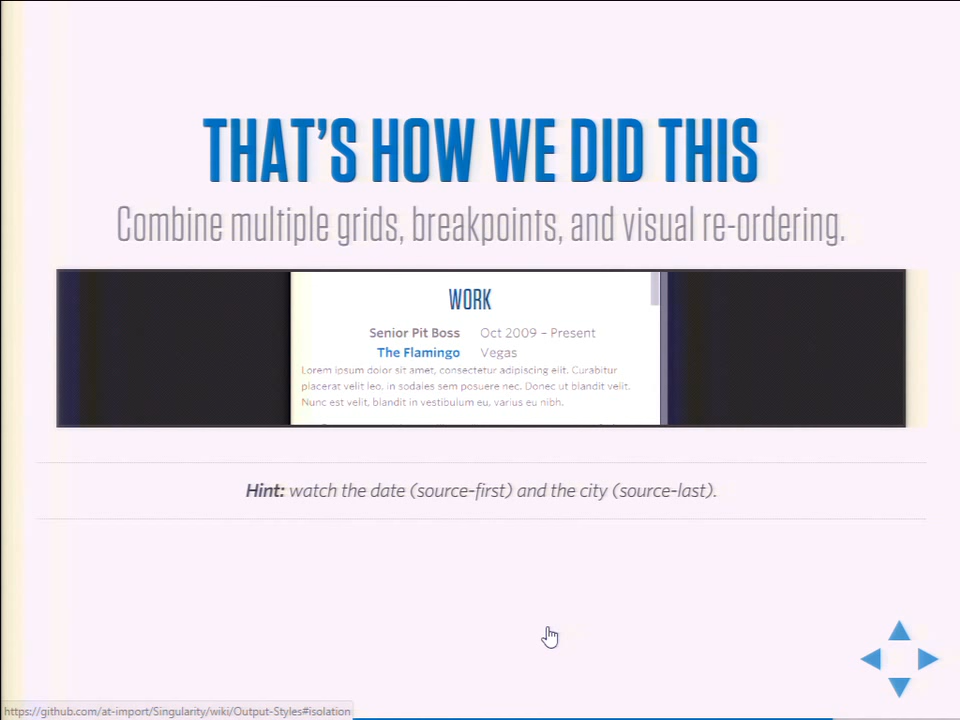 THAT'S HOW WE DID THIS
Combine multiple grids, breakpoints, and visual re-ordering.
WORK
Senior Pit Boss Oct 2009 – Present
The Flamingo Vegas
Lorem ipsum dolor sit amet, consectetur adipiscing elit. Curabitur
placerat velit leo, in sodales sem posuere nec. Donec ut blandit velit.
Nunc est velit, blandit in vestibulum eu, varius eu nibh.
Hint: watch the date (source-first) and the city (source-last).
https://github.com/at-import/Singularity/wiki/Output-Styles#isolation